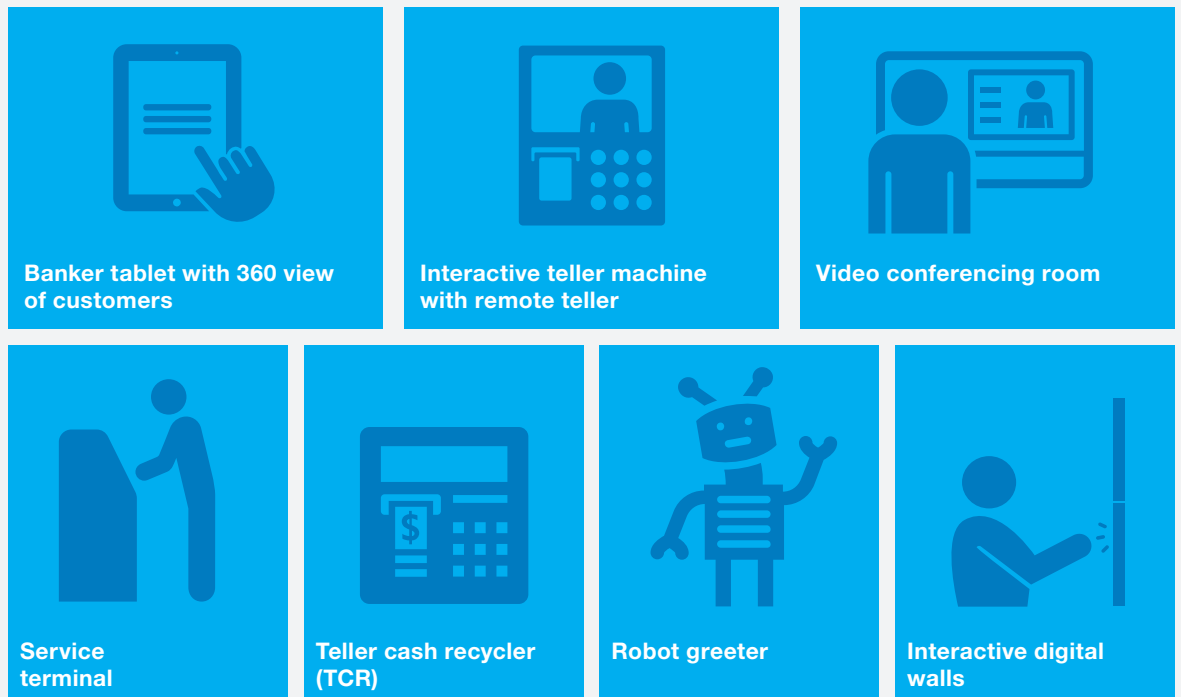 Banker tablet with 360 view
of customers
Interactive teller machine
with remote teller
Video conferencing room
$
Service
terminal
Teller cash recycler
(TCR)
Robot greeter
Interactive digital
walls